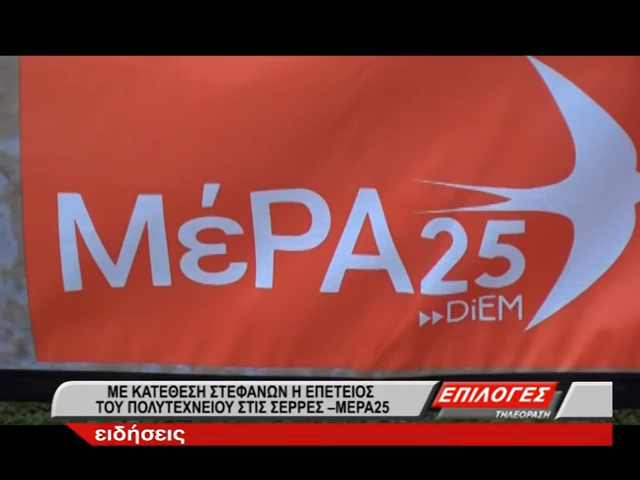 ΜέΡΑ25
DiEM
ΜΕ ΚΑΤΕΘΕΣΗ ΣΤΕΦΑΝΩΝ Η ΕΠΕΤΕΙΟΣ
ΤΟΥ ΠΟΛΥΤΕΧΝΕΙΟΥ ΣΤΙΣ ΣΕΡΡΕΣ –ΜΕΡΑ25
ΕΠΙΛΟΓΕΣ
ΤΗΛΕΟΡΑΣΗ
ειδήσεις